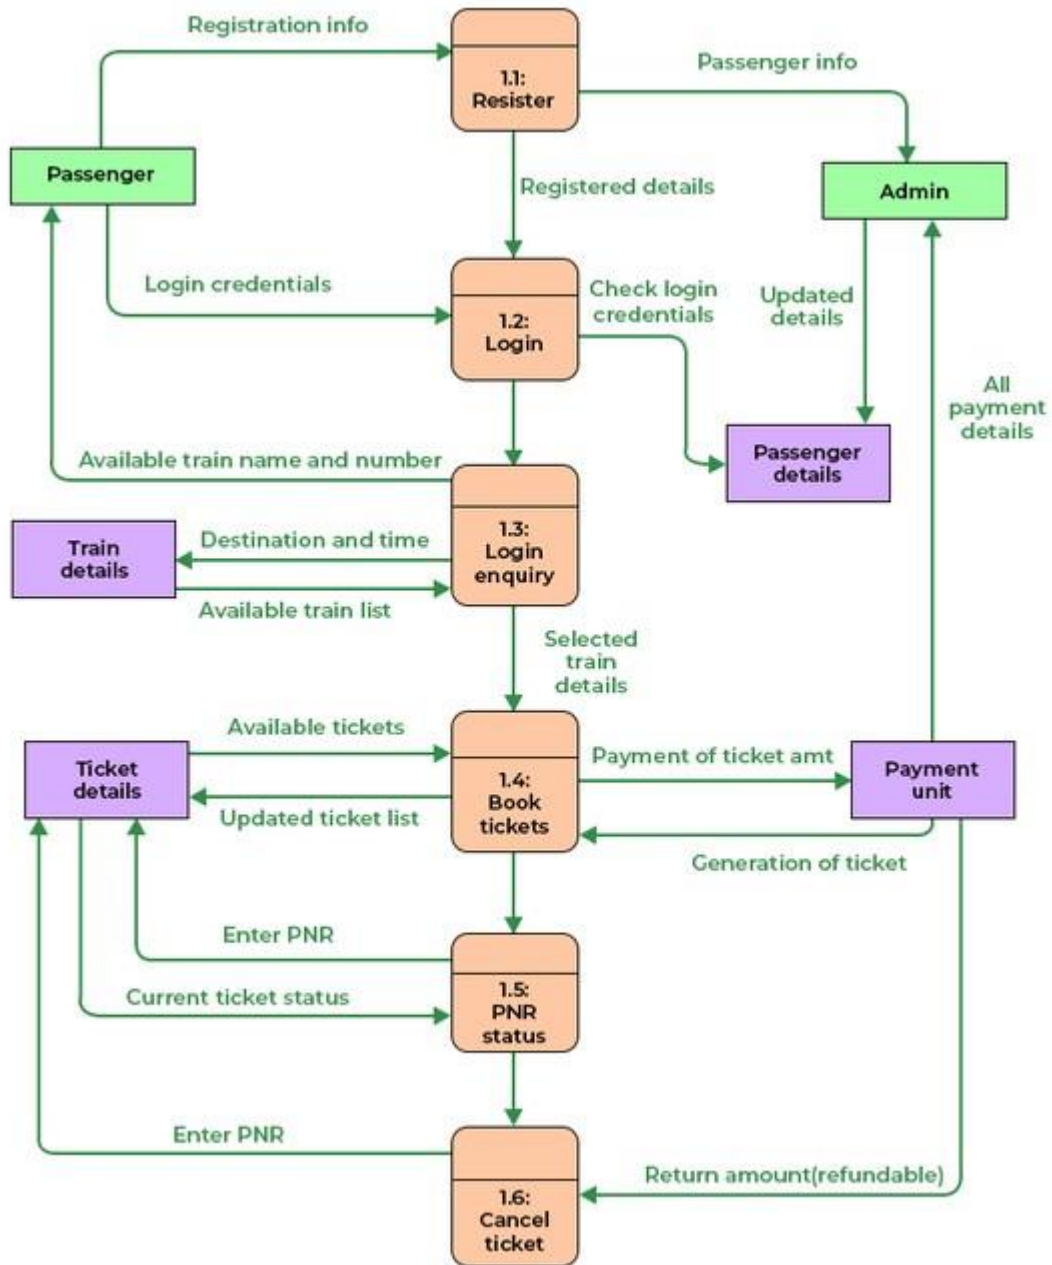 Registration info
1.1:
Resister
Passenger info
Passenger
Registered details
Admin
Login credentials
1.2:
Login
Check login
credentials
Updated
details
All
payment
details
Available train name and number
Passenger
details
Train
details
Destination and time
1.3:
Login
enquiry
Available train list
Selected
train
details
Available tickets
Ticket
details
1.4:
Book
tickets
Payment of ticket amt
Payment
unit
Updated ticket list
Generation of ticket
Enter PNR
Current ticket status
1.5:
PNR
status
Enter PNR
Return amount(refundable)
1.6:
Cancel
ticket